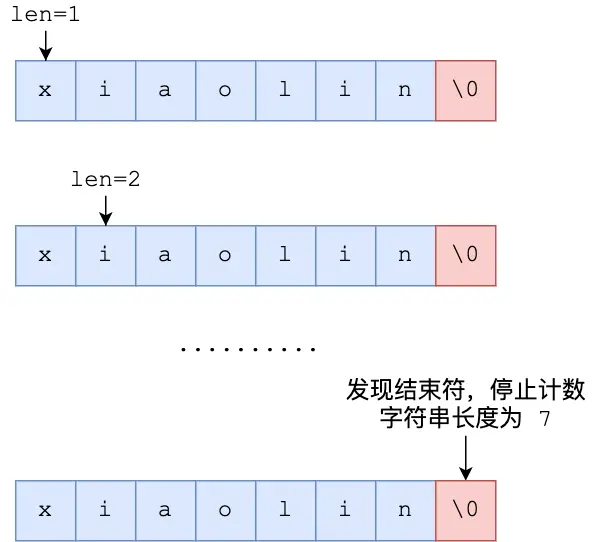 len=1
x i a o l i n \0
len=2
x i a o l i n \0
..........
发现结束符，停止计数
字符串长度为 7
x i a o l i n \0